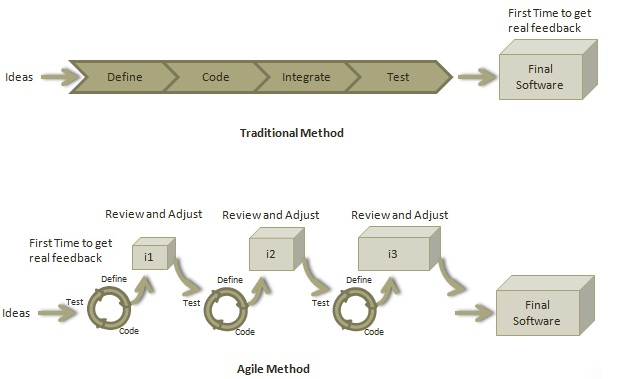 First Time to get
real feedback
Ideas
Define
Code
Integrate
Test
Final
Software
Traditional Method
Review and Adjust
Review and Adjust
Review and Adjust
First Time to get
real feedback
i1
i2
i3
Define
Define
Define
Test
Test
Test
Ideas
Code
Code
Code
Final
Software
Agile Method